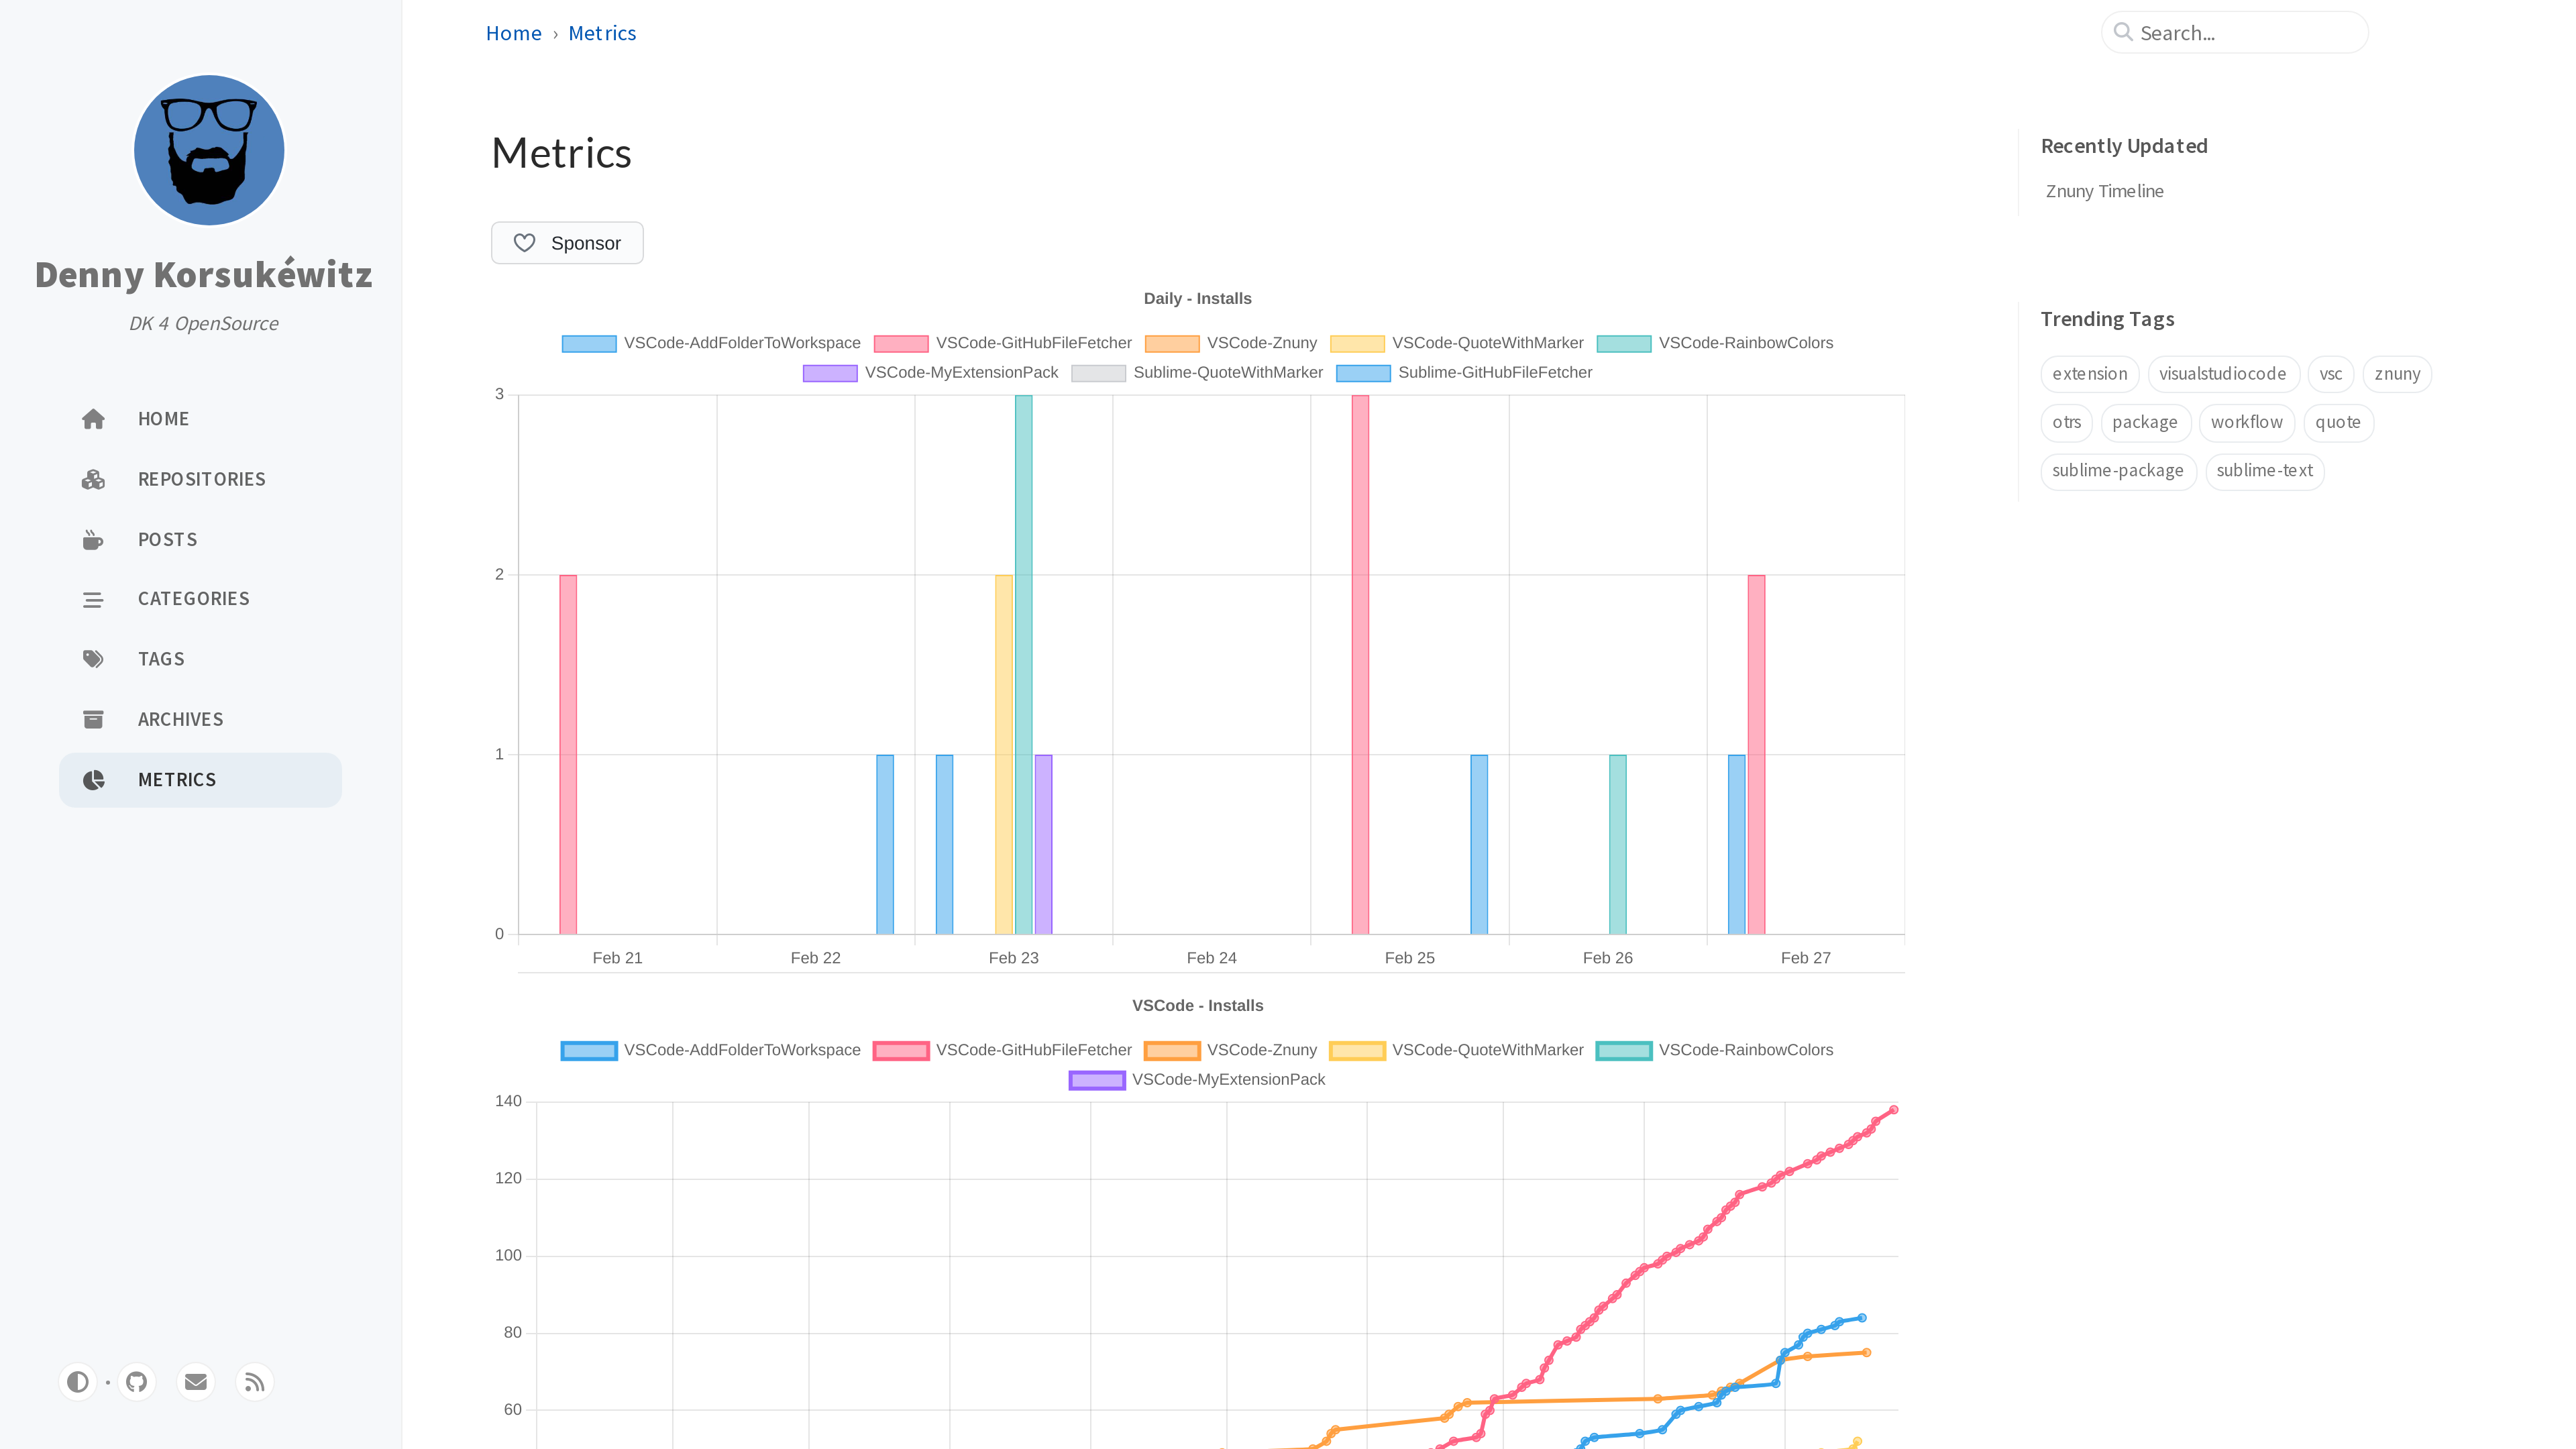 Home › Metrics
Search...
Denny Korsukéwitz
DK 4 OpenSource
HOME
REPOSITORIES
POSTS
CATEGORIES
TAGS
ARCHIVES
METRICS
Metrics
Sponsor
Daily - Installs
VSCode-AddFolderToWorkspace VSCode-GitHubFileFetcher VSCode-Znuny VSCode-QuoteWithMarker VSCode-RainbowColors
VSCode-MyExtensionPack Sublime-QuoteWithMarker Sublime-GitHubFileFetcher
3
2
1
0
Feb 21 Feb 22 Feb 23 Feb 24 Feb 25 Feb 26 Feb 27
VSCode - Installs
VSCode-AddFolderToWorkspace VSCode-GitHubFileFetcher VSCode-Znuny VSCode-QuoteWithMarker VSCode-RainbowColors
VSCode-MyExtensionPack
140
120
100
80
60
Recently Updated
Znuny Timeline
Trending Tags
extension visualstudiocode vsc znuny
otrs package workflow quote
sublime-package sublime-text